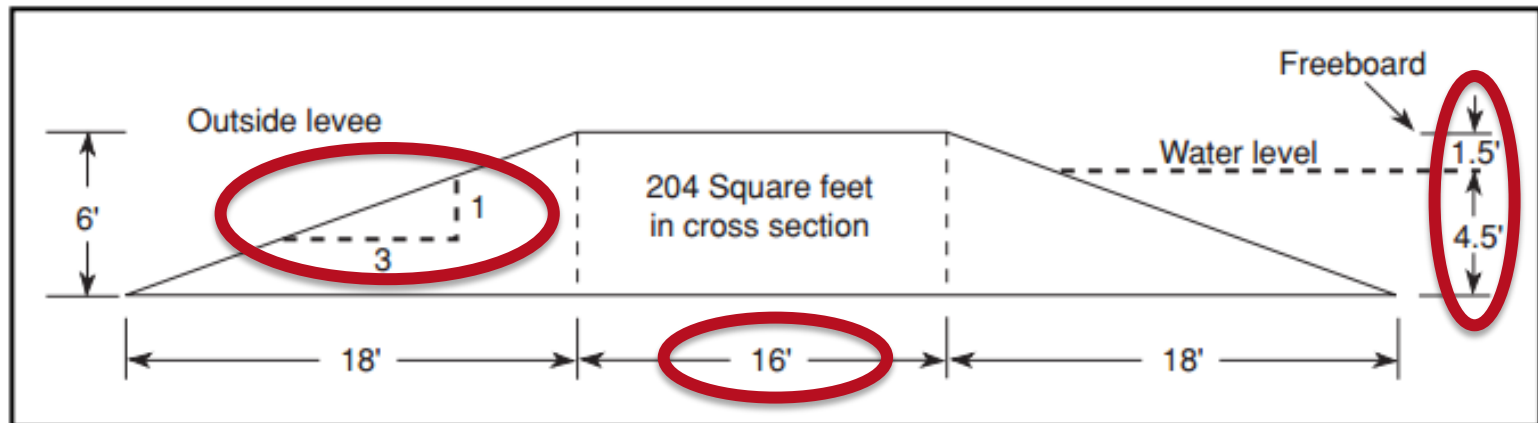 Freeboard
Outside levee
1.5'
Water level
204 Square feet
in cross section
6'
1
3
4.5'
18'
16'
18'